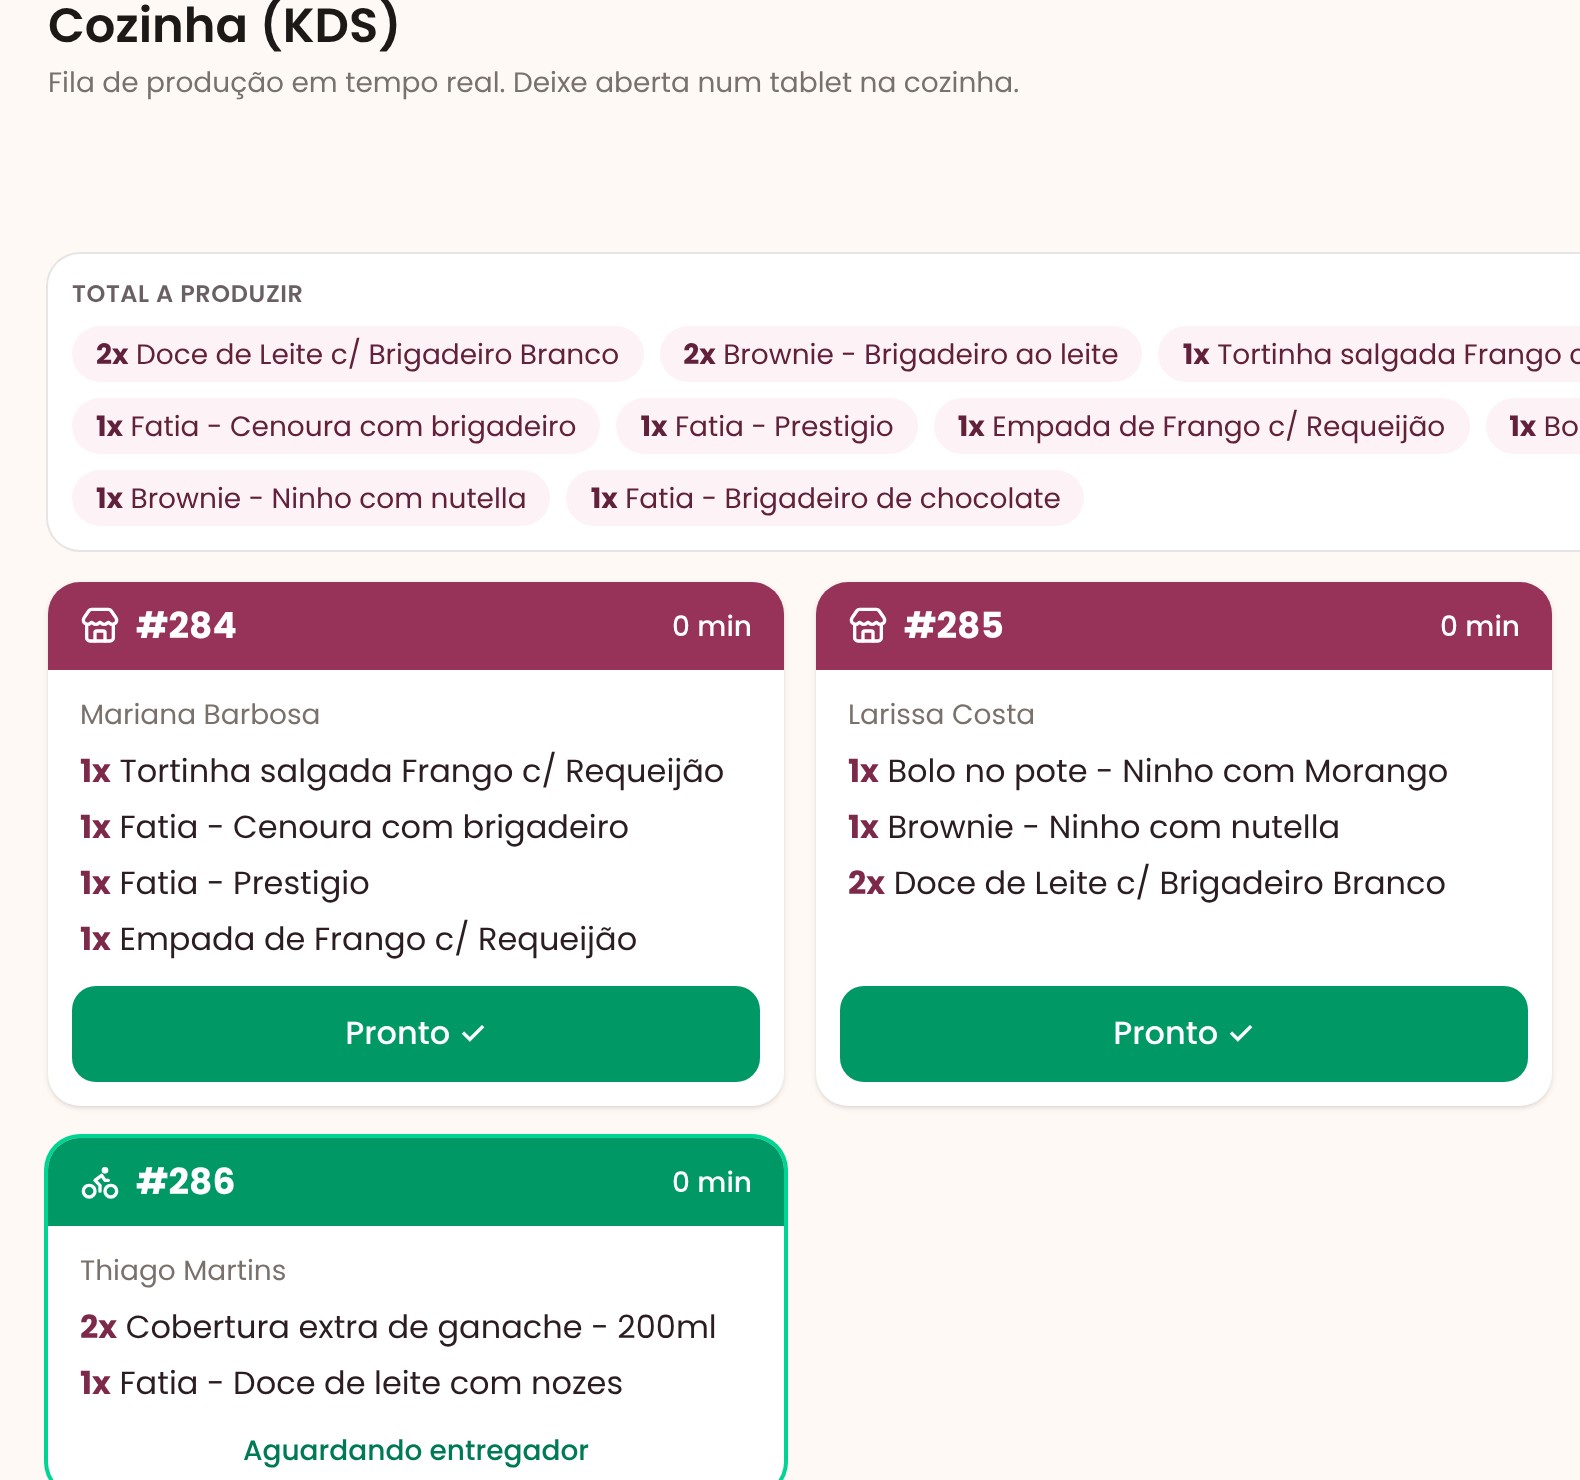 Cozinha (KDS)
Fila de produção em tempo real. Deixe aberta num tablet na cozinha.
TOTAL A PRODUZIR
2x Doce de Leite c/ Brigadeiro Branco
2x Brownie - Brigadeiro ao leite
1x Tortinha salgada Frango
1x Fatia - Cenoura com brigadeiro
1x Fatia - Prestigio
1x Empada de Frango c/ Requeijão
1x
1x Brownie - Ninho com nutella
1x Fatia - Brigadeiro de chocolate
#284
0 min
Mariana Barbosa
1x Tortinha salgada Frango c/ Requeijão
1x Fatia - Cenoura com brigadeiro
1x Fatia - Prestigio
1x Empada de Frango c/ Requeijão
Pronto ✓
#285
0 min
Larissa Costa
1x Bolo no pote - Ninho com Morango
1x Brownie - Ninho com nutella
2x Doce de Leite c/ Brigadeiro Branco
Pronto ✓
#286
0 min
Thiago Martins
2x Cobertura extra de ganache - 200ml
1x Fatia - Doce de leite com nozes
Aguardando entregador